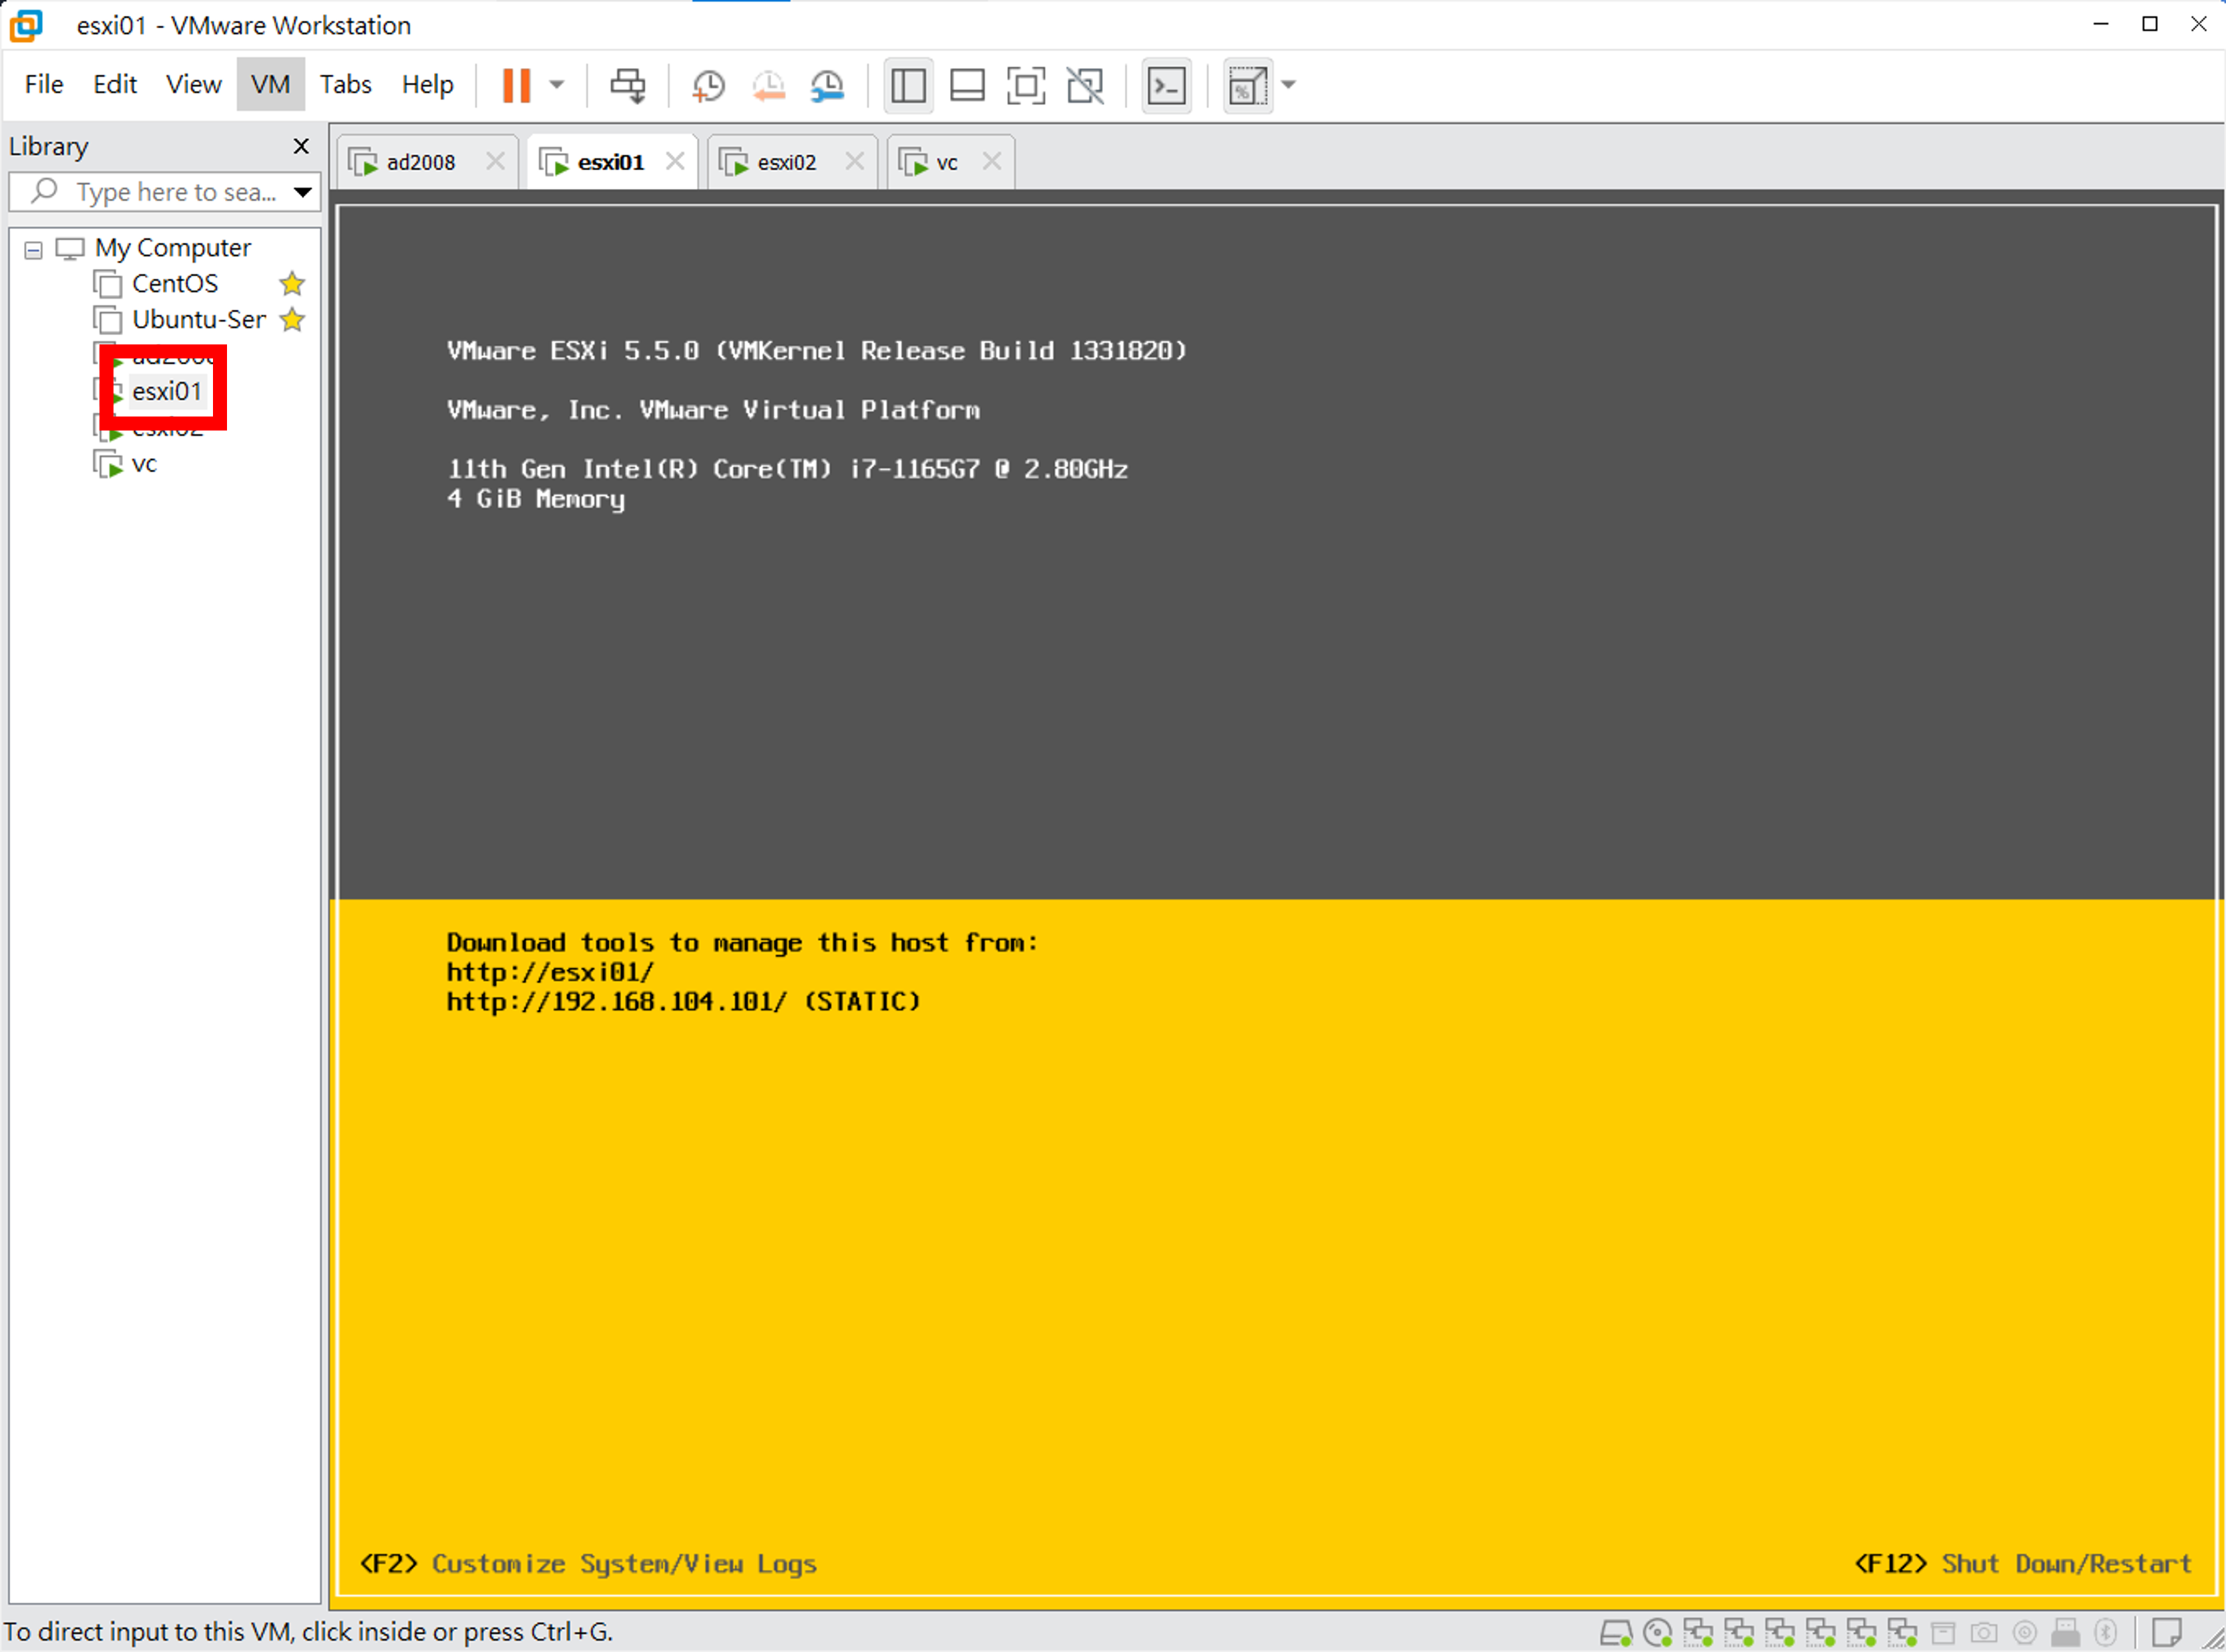 esxi01 - VMware Workstation
File Edit View VM Tabs Help
Library
Type here to sea...
ad2008 esxi01 esxi02 vc
My Computer
CentOS
Ubuntu-Ser
ad2008
esxi01
esxi02
vc
VMware ESXi 5.5.0 (VMKernel Release Build 1331820)
VMware, Inc. VMware Virtual Platform
11th Gen Intel(R) Core(TM) i7-1165G7 @ 2.80GHz
4 GiB Memory
Download tools to manage this host from:
http://esxi01/
http://192.168.104.101/ (STATIC)
<F2> Customize System/View Logs
<F12> Shut Down/Restart
To direct input to this VM, click inside or press Ctrl+G.